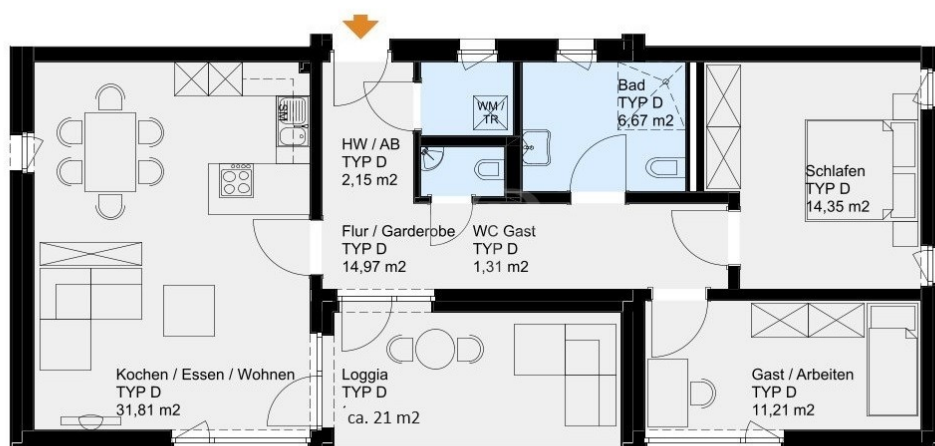 SM
WM
TR
Bad
TYP D
6,67 m2
HW / AB
TYP D
2,15 m2
Schlafen
TYP D
14,35 m2
Flur / Garderobe
TYP D
14,97 m2
WC Gast
TYP D
1,31 m2
Kochen / Essen / Wohnen
TYP D
31,81 m2
Loggia
TYP D
ca. 21 m2
Gast / Arbeiten
TYP D
11,21 m2